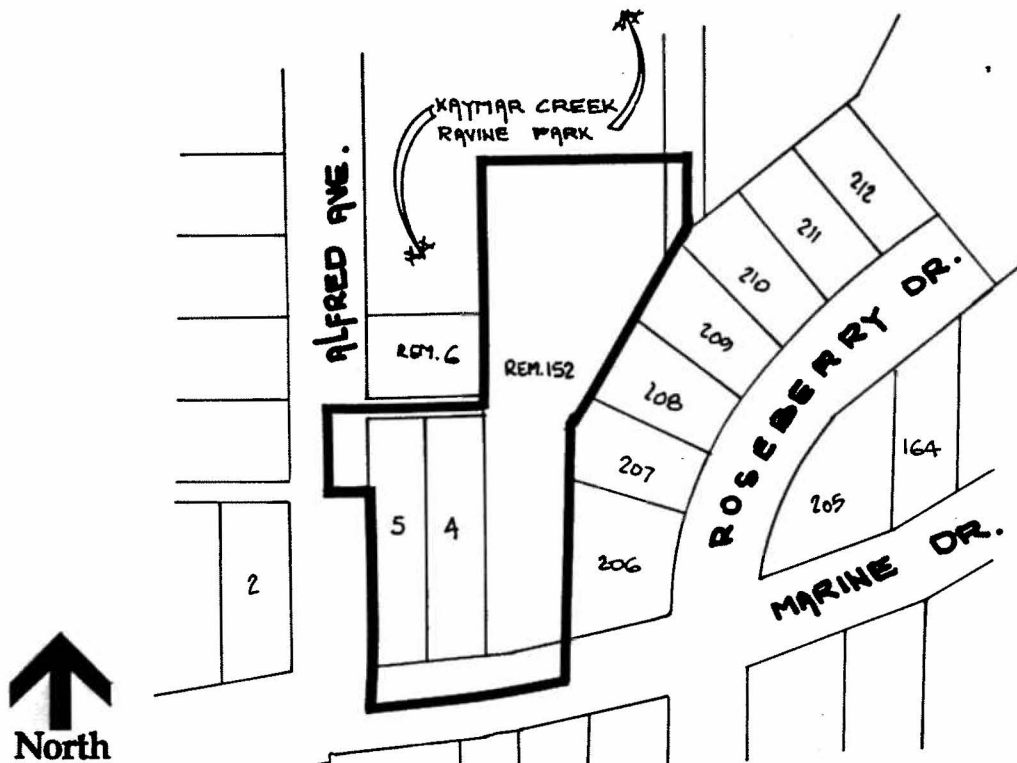 KAYMAR CREEK
RAVINE PARK
ALFRED AVE.
212
211
210
209
REM. 6
REM. 152
208
207
ROSEBERRY DR.
164
205
5
4
206
2
MARINE DR.
North